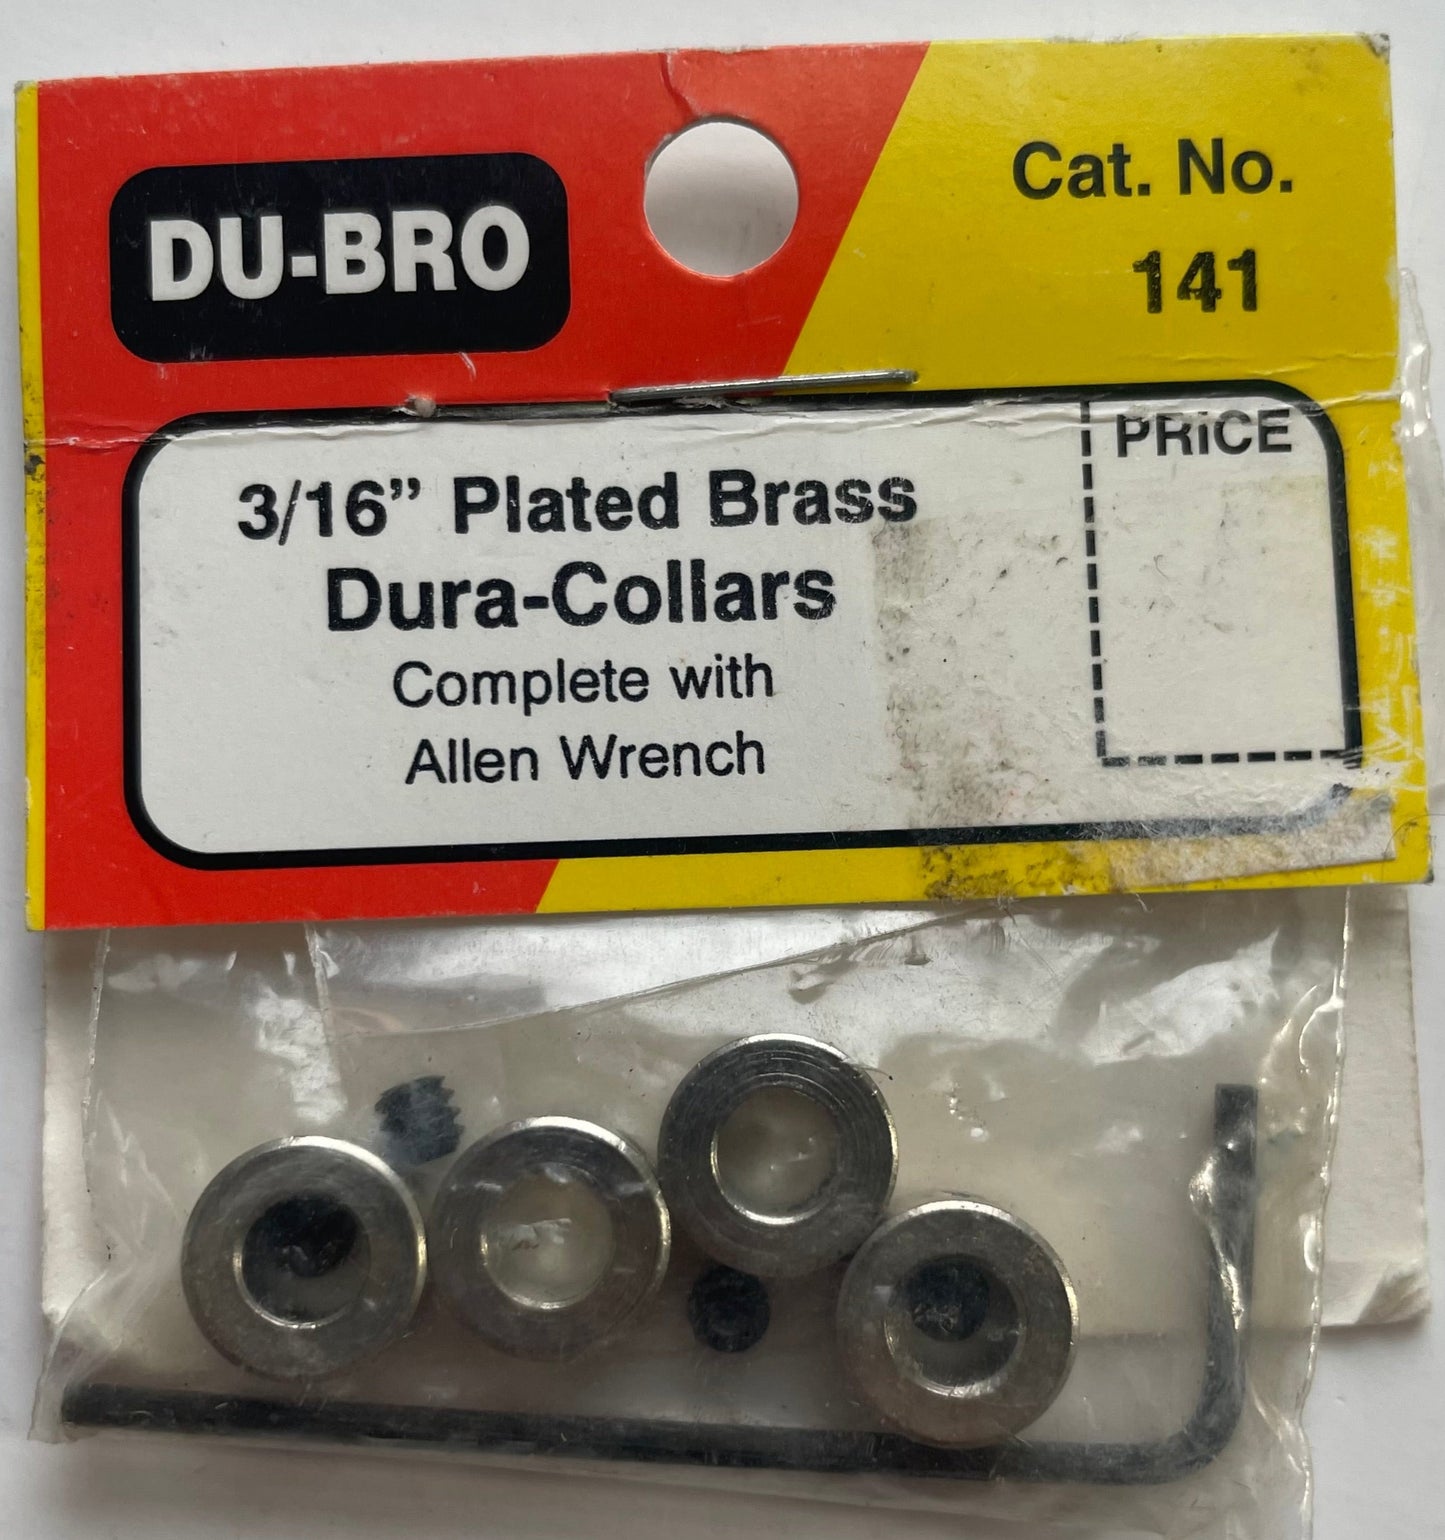 DU-BRO
Cat. No.
141
3/16” Plated Brass
Dura-Collars
Complete with
Allen Wrench
PRICE